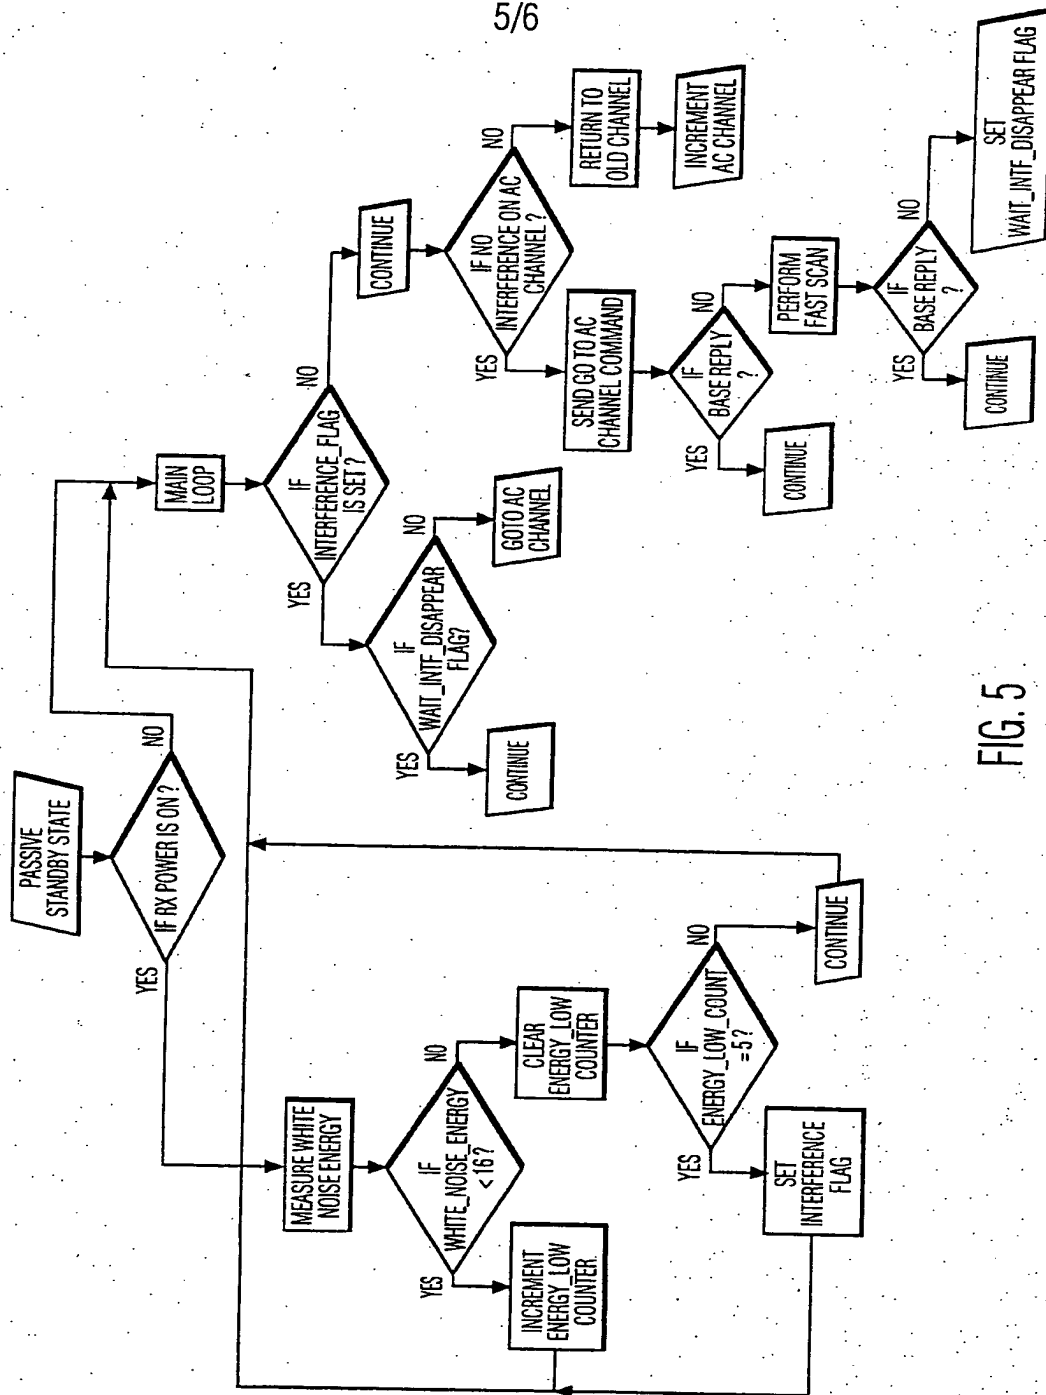 5/6
PASSIVE
STANDBY STATE
IF RX POWER IS ON ?
YES
NO
MEASURE WHITE
NOISE ENERGY
IF
WHITE_NOISE_ENERGY
<16 ?
YES
NO
INCREMENT
ENERGY_LOW
COUNTER
CLEAR
ENERGY_LOW
COUNTER
IF
ENERGY_LOW_COUNT
=5 ?
YES
NO
SET
INTERFERENCE
FLAG
CONTINUE
MAIN
LOOP
IF
INTERFERENCE_FLAG
IS SET ?
YES
NO
IF
WAIT_INTF_DISAPPEAR
FLAG?
YES
NO
CONTINUE
GOTO AC
CHANNEL
CONTINUE
IF NO
INTERFERENCE ON AC
CHANNEL ?
YES
NO
SEND GO TO AC
CHANNEL COMMAND
RETURN TO
OLD CHANNEL
INCREMENT
AC CHANNEL
IF
BASE REPLY
?
YES
NO
CONTINUE
PERFORM
FAST SCAN
IF
BASE REPLY
?
YES
NO
CONTINUE
SET
WAIT_INTF_DISAPPEAR FLAG
FIG. 5